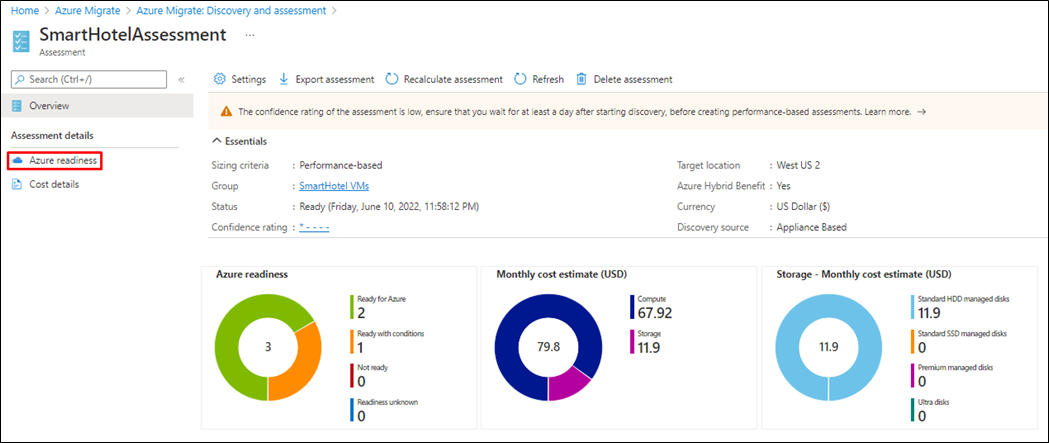 Home > Azure Migrate > Azure Migrate: Discovery and assessment >
SmartHotelAssessment ...
Assessment
Search (Ctrl+/) «
Overview
Assessment details
Azure readiness
Cost details
Settings Export assessment Recalculate assessment Refresh Delete assessment
The confidence rating of the assessment is low, ensure that you wait for at least a day after starting discovery, before creating performance-based assessments. Learn more. →
Essentials
Sizing criteria : Performance-based
Group : SmartHotel VMs
Status : Ready (Friday, June 10, 2022, 11:58:12 PM)
Confidence rating : * - - - -
Target location : West US 2
Azure Hybrid Benefit : Yes
Currency : US Dollar ($)
Discovery source : Appliance Based
Azure readiness
3
Ready for Azure
2
Ready with conditions
1
Not ready
0
Readiness unknown
0
Monthly cost estimate (USD)
79.8
Compute
67.92
Storage
11.9
Storage - Monthly cost estimate (USD)
11.9
Standard HDD managed disks
11.9
Standard SSD managed disks
0
Premium managed disks
0
Ultra disks
0